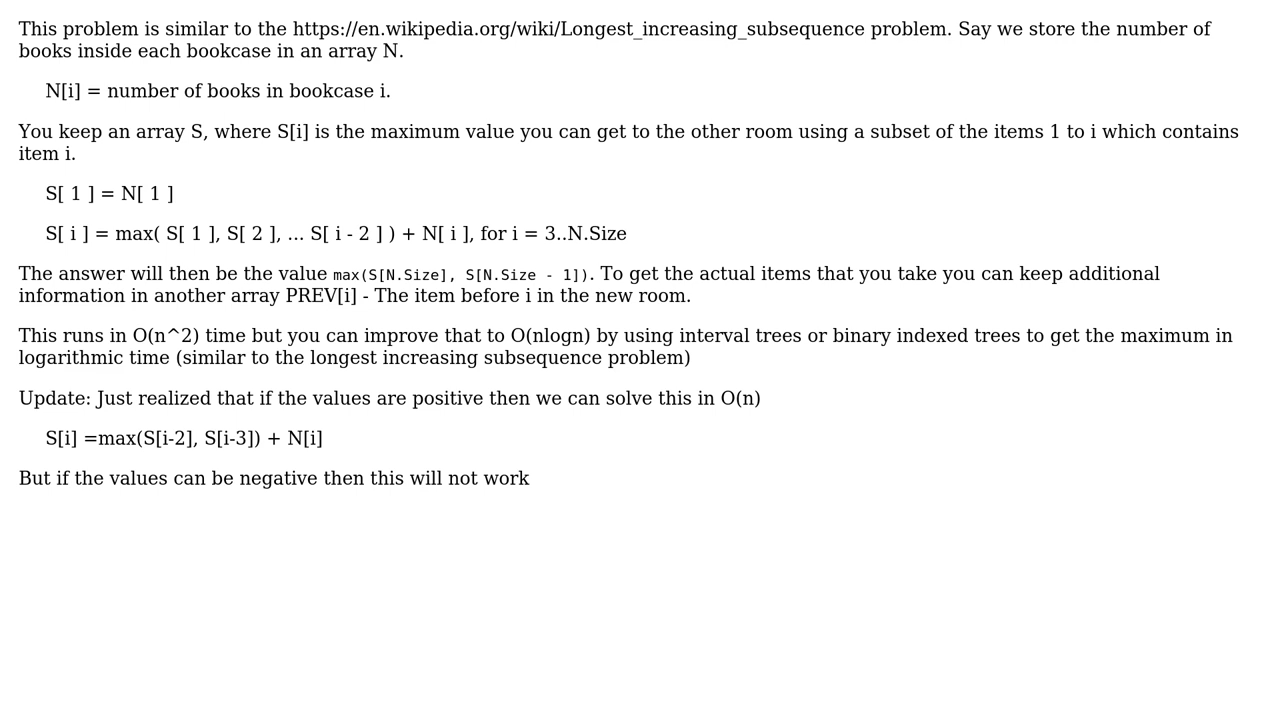 This problem is similar to the https://en.wikipedia.org/wiki/Longest_increasing_subsequence problem. Say we store the number of
books inside each bookcase in an array N.
N[i] = number of books in bookcase i.
You keep an array S, where S[i] is the maximum value you can get to the other room using a subset of the items 1 to i which contains
item i.
S[ 1 ] = N[ 1 ]
S[ i ] = max( S[ 1 ], S[ 2 ], ... S[ i - 2 ] ) + N[ i ], for i = 3..N.Size
The answer will then be the value max(S[N.Size], S[N.Size - 1]). To get the actual items that you take you can keep additional
information in another array PREV[i] - The item before i in the new room.
This runs in O(n^2) time but you can improve that to O(nlogn) by using interval trees or binary indexed trees to get the maximum in
logarithmic time (similar to the longest increasing subsequence problem)
Update: Just realized that if the values are positive then we can solve this in O(n)
S[i] =max(S[i-2], S[i-3]) + N[i]
But if the values can be negative then this will not work